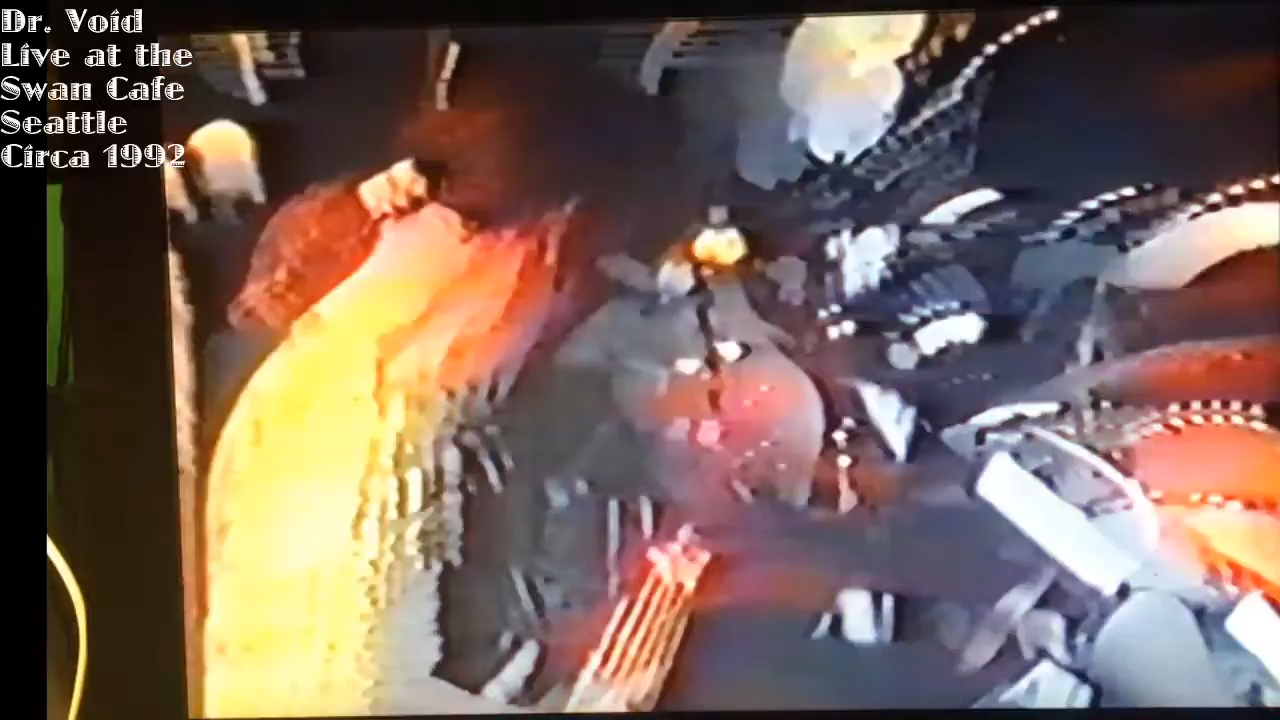 Dr. Void
Live at the
Swan Cafe
Seattle
Circa 1992